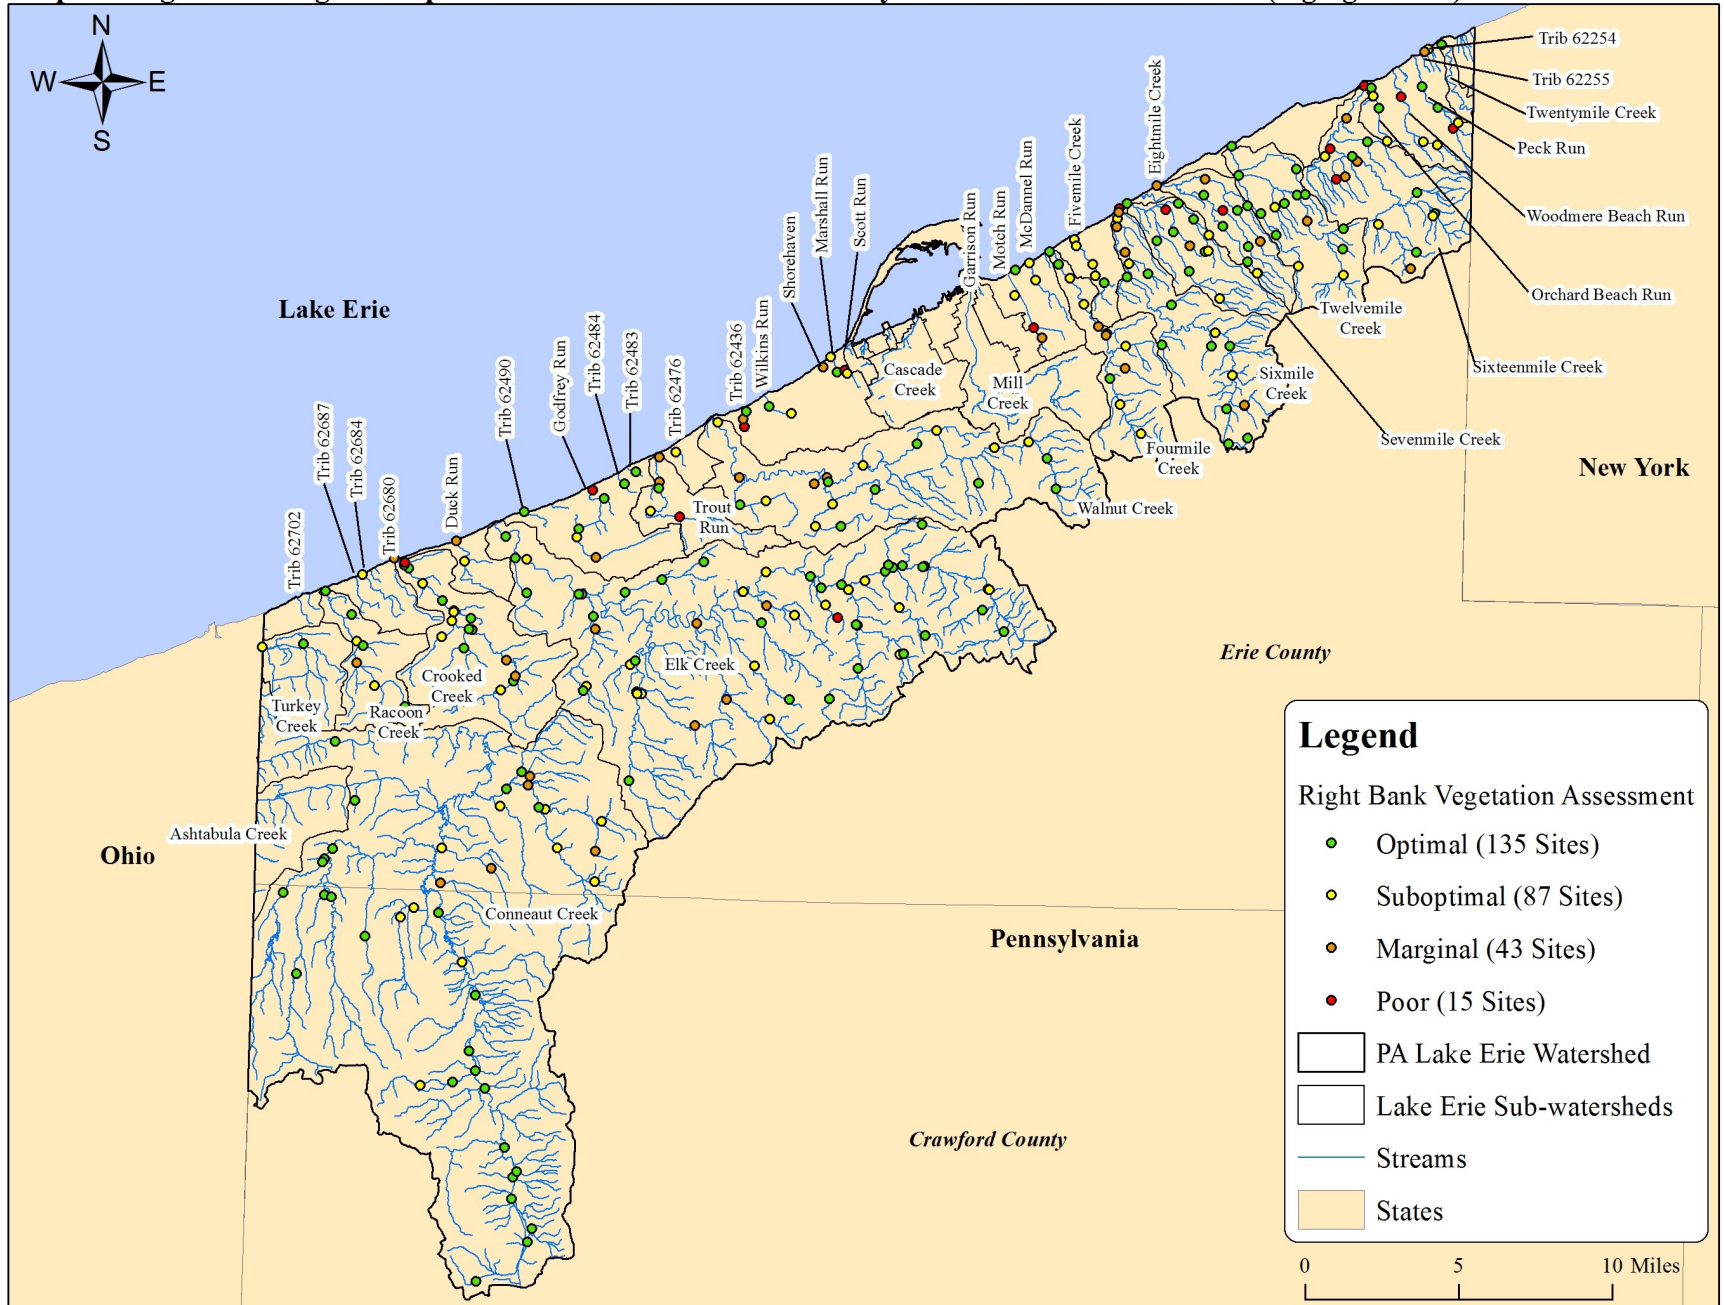 N
W
E
S
Trib 62254
Trib 62255
Twentymile Creek
Peck Run
Woodmere Beach Run
Orchard Beach Run
Sixteenmile Creek
Sevenmile Creek
Twelvemile
Creek
Eightmile Creek
Fivemile Creek
McDannel Run
Motch Run
Garrison Run
Scott Run
Marshall Run
Shorehaven
Wilkins Run
Trib 62436
Trib 62476
Trib 62483
Trib 62484
Godfrey Run
Trib 62490
Duck Run
Trib 62680
Trib 62684
Trib 62687
Trib 62702
Lake Erie
Cascade
Creek
Mill
Creek
Sixmile
Creek
Fourmile
Creek
Walnut Creek
Trout
Run
Elk Creek
Crooked
Creek
Racoon
Creek
Turkey
Creek
Ashtabula Creek
Conneaut Creek
New York
Erie County
Ohio
Pennsylvania
Crawford County
Legend
Right Bank Vegetation Assessment
Optimal (135 Sites)
Suboptimal (87 Sites)
Marginal (43 Sites)
Poor (15 Sites)
PA Lake Erie Watershed
Lake Erie Sub-watersheds
Streams
States
0 5 10 Miles